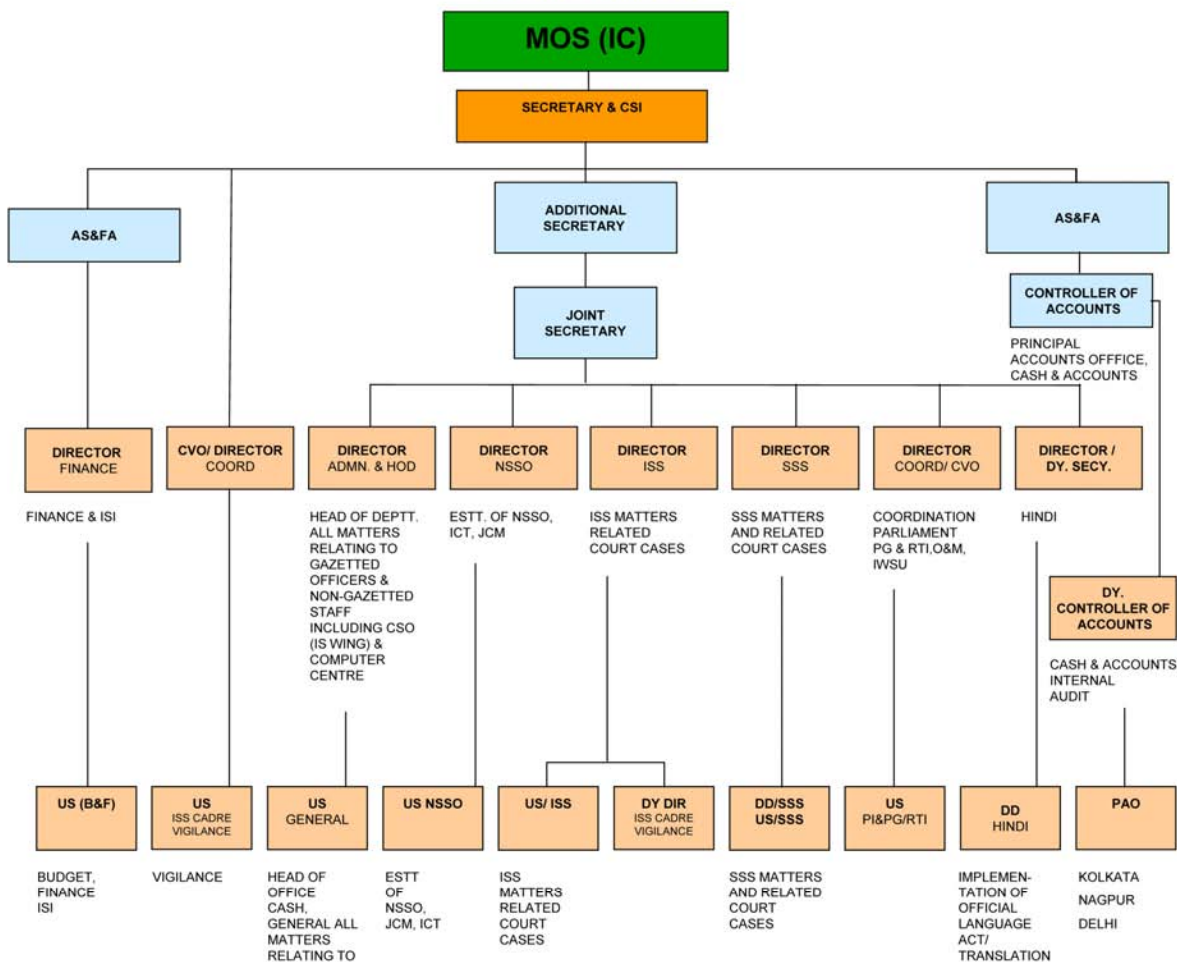 MOS (IC)
SECRETARY & CSI
AS&FA
ADDITIONAL
SECRETARY
AS&FA
JOINT
SECRETARY
CONTROLLER OF
ACCOUNTS
PRINCIPAL
ACCOUNTS OFFFICE,
CASH & ACCOUNTS
DIRECTOR
FINANCE
CVO/ DIRECTOR
COORD
DIRECTOR
ADMN. & HOD
DIRECTOR
NSSO
DIRECTOR
ISS
DIRECTOR
SSS
DIRECTOR
COORD/ CVO
DIRECTOR /
DY. SECY.
FINANCE & ISI
HEAD OF DEPTT.
ALL MATTERS
RELATING TO
GAZETTED
OFFICERS &
NON-GAZETTED
STAFF
INCLUDING CSO
(IS WING) &
COMPUTER
CENTRE
ESTT. OF NSSO,
ICT, JCM
ISS MATTERS
RELATED
COURT CASES
SSS MATTERS
AND RELATED
COURT CASES
COORDINATION
PARLIAMENT
PG & RTI,O&M,
IWSU
HINDI
DY.
CONTROLLER OF
ACCOUNTS
CASH & ACCOUNTS
INTERNAL
AUDIT
US (B&F)
US
ISS CADRE
VIGILANCE
US
GENERAL
US NSSO
US/ ISS
DY DIR
ISS CADRE
VIGILANCE
DD/SSS
US/SSS
US
PI&PG/RTI
DD
HINDI
PAO
BUDGET,
FINANCE
ISI
VIGILANCE
HEAD OF
OFFICE
CASH,
GENERAL ALL
MATTERS
RELATING TO
ESTT
OF
NSSO,
JCM, ICT
ISS
MATTERS
RELATED
COURT
CASES
SSS MATTERS
AND RELATED
COURT
CASES
IMPLEMEN-
TATION OF
OFFICIAL
LANGUAGE
ACT/
TRANSLATION
KOLKATA
NAGPUR
DELHI